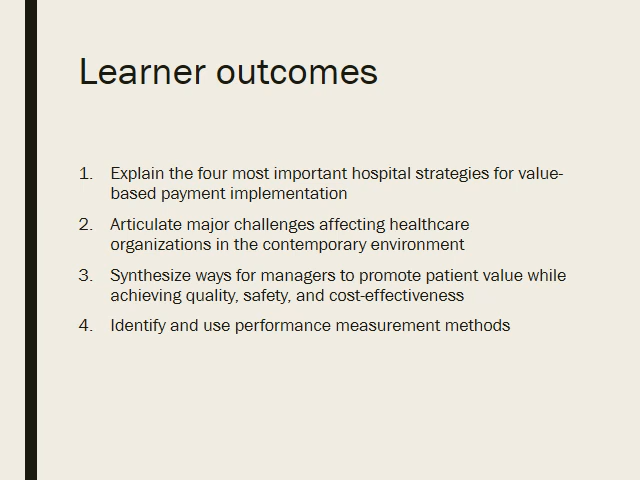 Learner outcomes
1. Explain the four most important hospital strategies for value-
based payment implementation
2. Articulate major challenges affecting healthcare
organizations in the contemporary environment
3. Synthesize ways for managers to promote patient value while
achieving quality, safety, and cost-effectiveness
4. Identify and use performance measurement methods